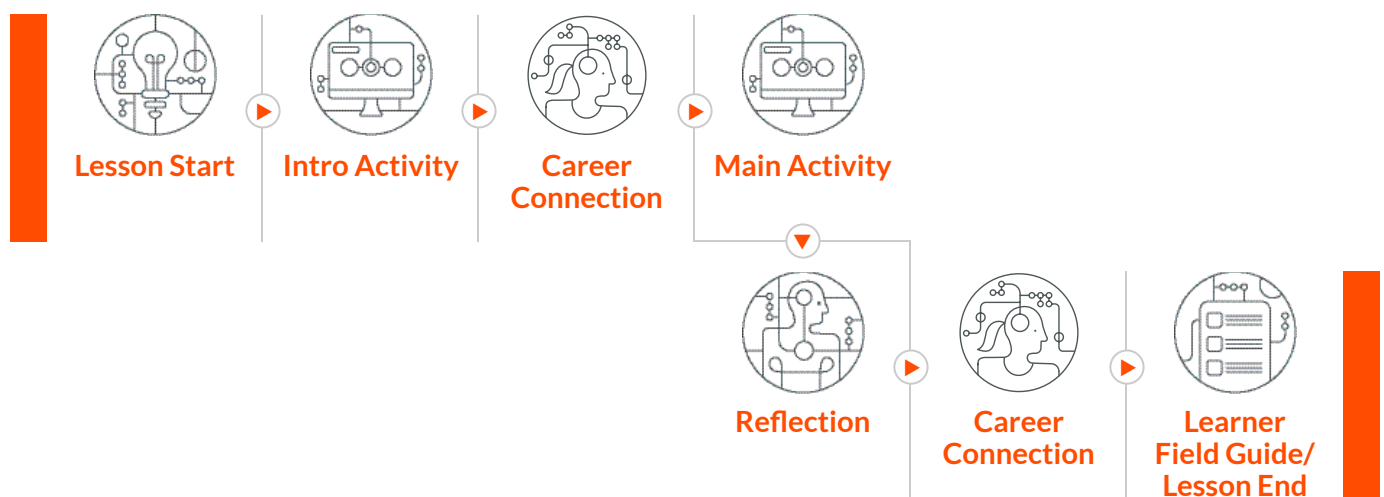 Lesson Start
Intro Activity
Career
Connection
Main Activity
Reflection
Career
Connection
Learner
Field Guide/
Lesson End